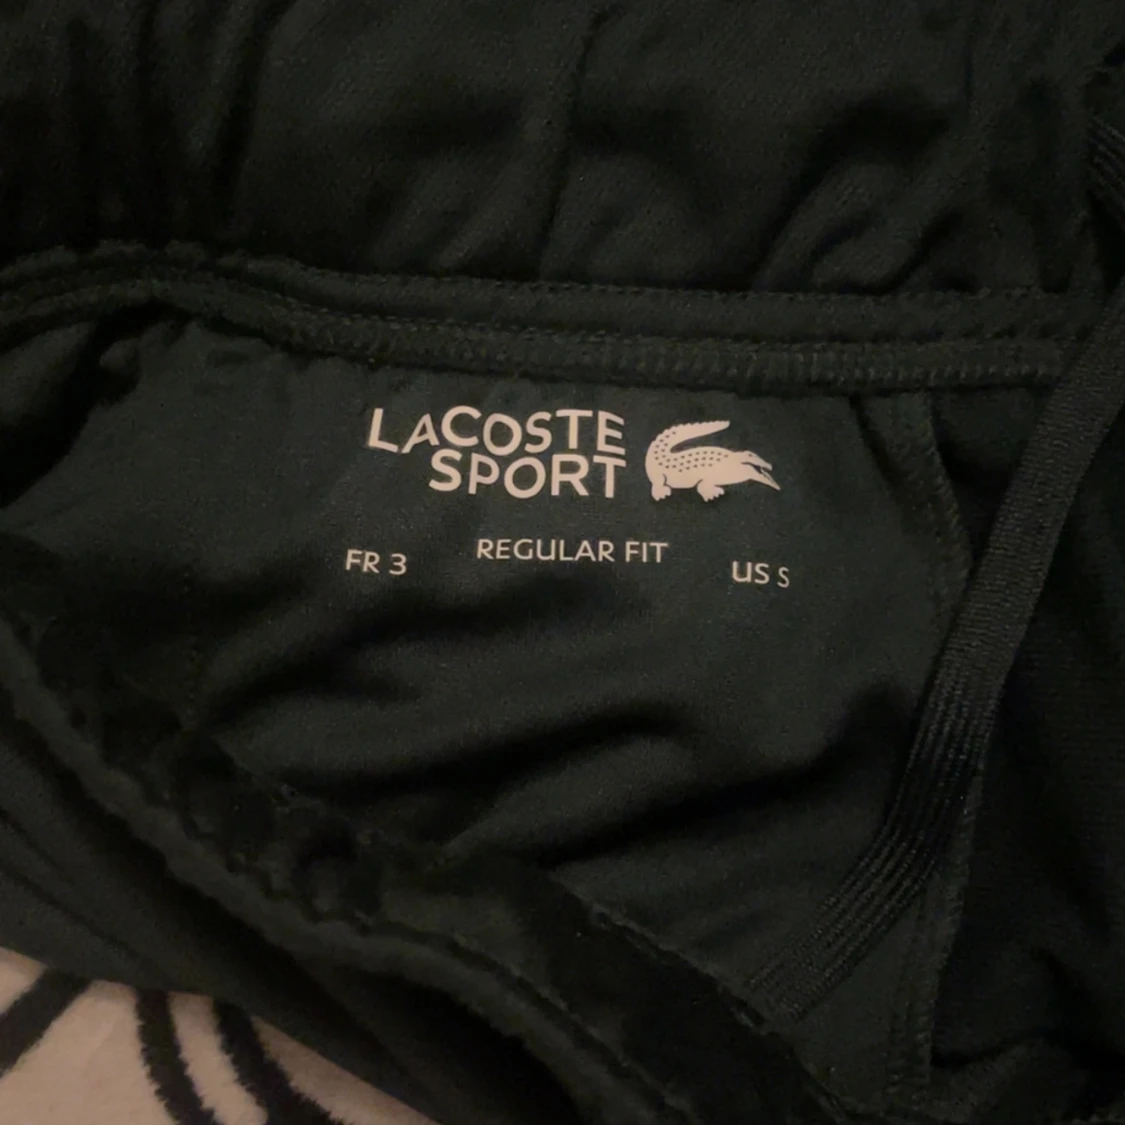 LACOSTE
SPORT
FR 3
REGULAR FIT
US S